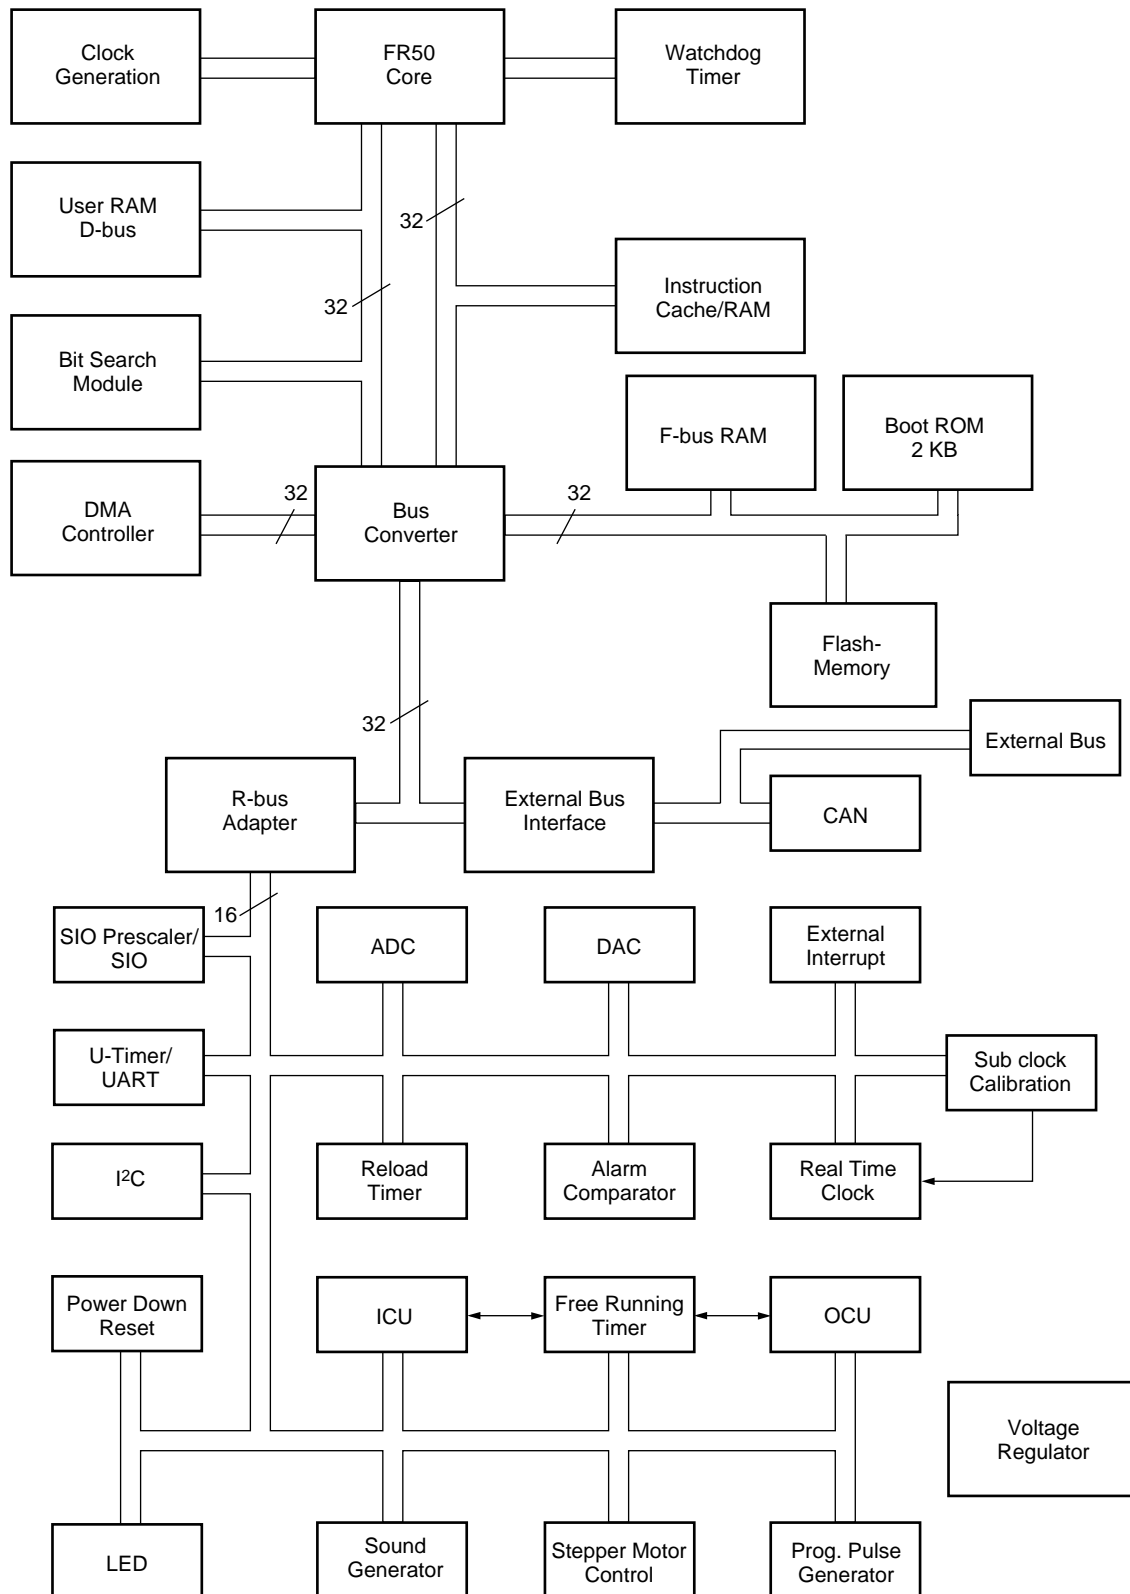 Clock
Generation
FR50
Core
Watchdog
Timer
User RAM
D-bus
32
32
Instruction
Cache/RAM
Bit Search
Module
F-bus RAM
Boot ROM
2 KB
DMA
Controller
32
Bus
Converter
32
Flash-
Memory
32
External Bus
R-bus
Adapter
External Bus
Interface
CAN
16
SIO Prescaler/
SIO
ADC
DAC
External
Interrupt
U-Timer/
UART
Sub clock
Calibration
I²C
Reload
Timer
Alarm
Comparator
Real Time
Clock
Power Down
Reset
ICU
Free Running
Timer
OCU
Voltage
Regulator
LED
Sound
Generator
Stepper Motor
Control
Prog. Pulse
Generator